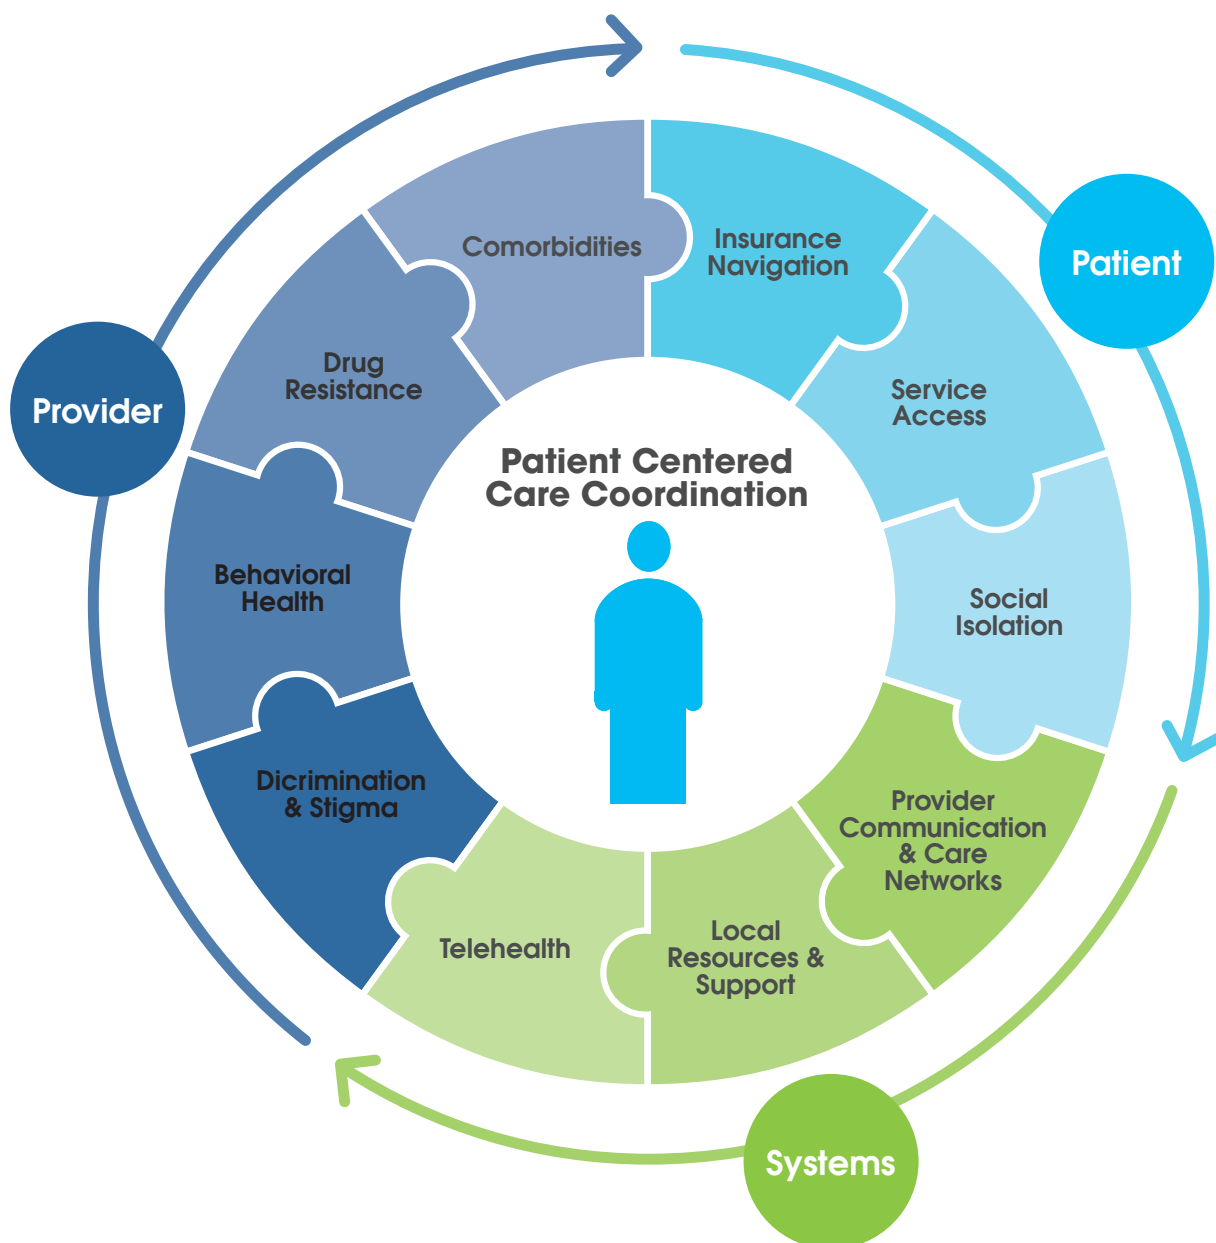 Comorbidities
Insurance
Navigation
Patient
Service
Access
Social
Isolation
Provider
Communication
& Care
Networks
Local
Resources &
Support
Systems
Telehealth
Dicrimination
& Stigma
Behavioral
Health
Drug
Resistance
Provider
Patient Centered
Care Coordination